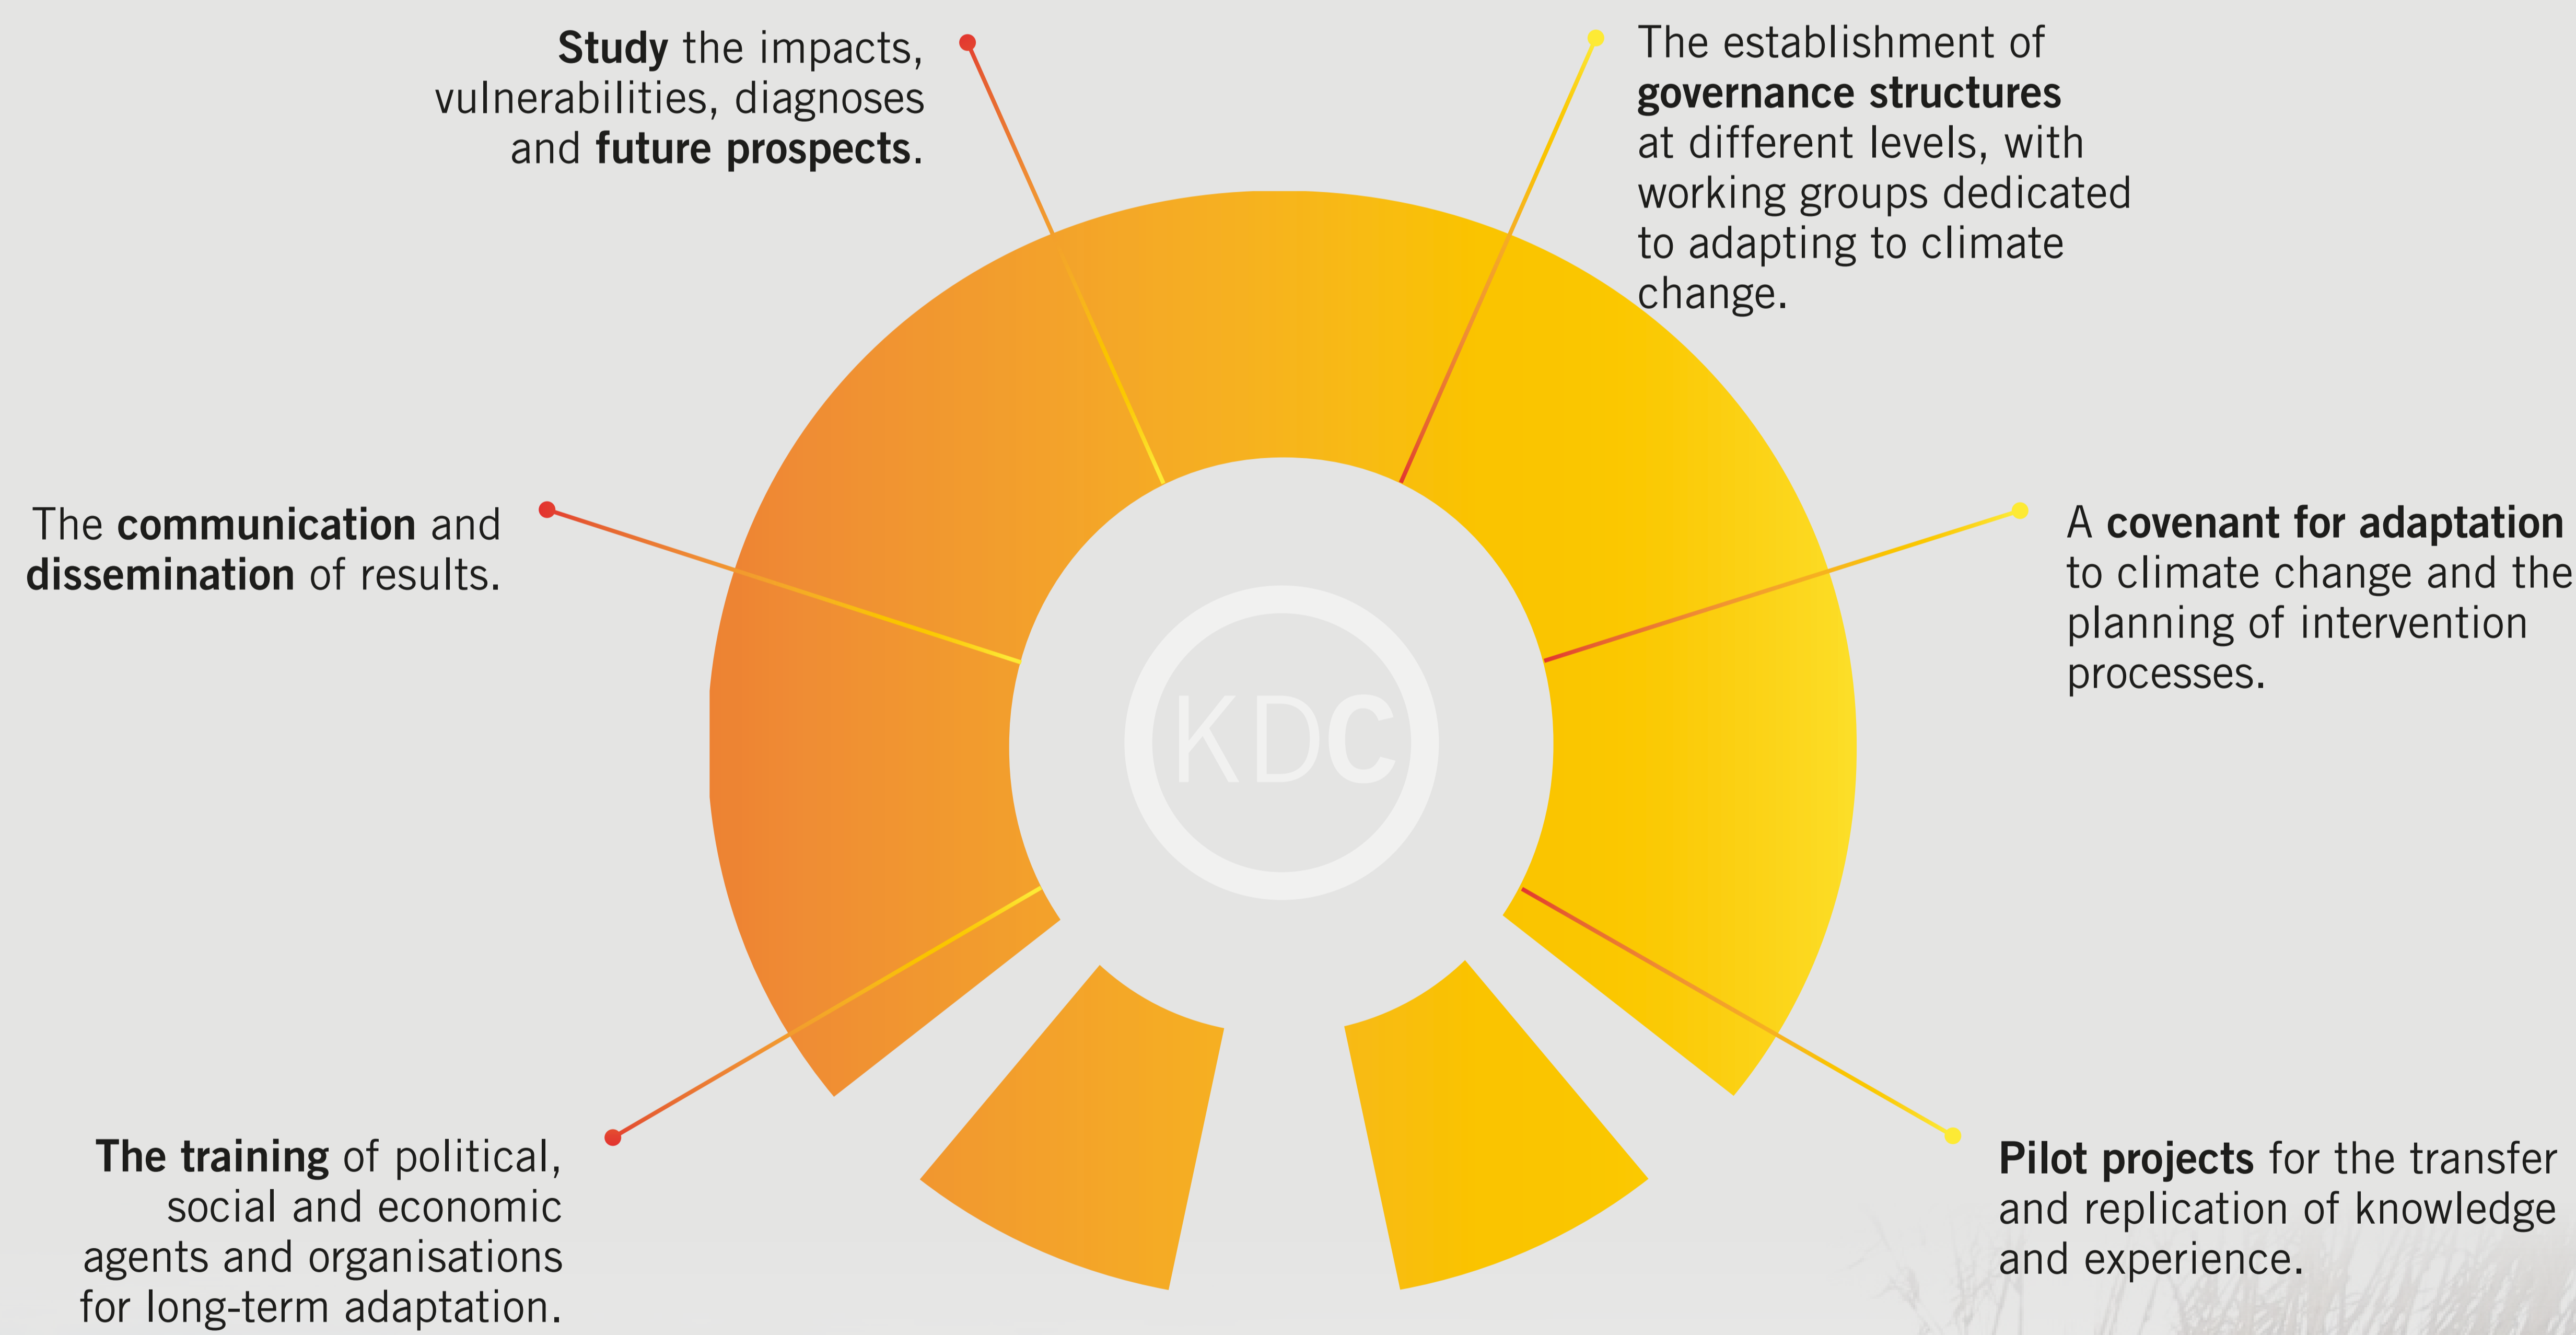 Study the impacts,
vulnerabilities, diagnoses
and future prospects.
The establishment of
governance structures
at different levels, with
working groups dedicated
to adapting to climate
change.
The communication and
dissemination of results.
KDC
A covenant for adaptation
to climate change and the
planning of intervention
processes.
The training of political,
social and economic
agents and organisations
for long-term adaptation.
Pilot projects for the transfer
and replication of knowledge
and experience.